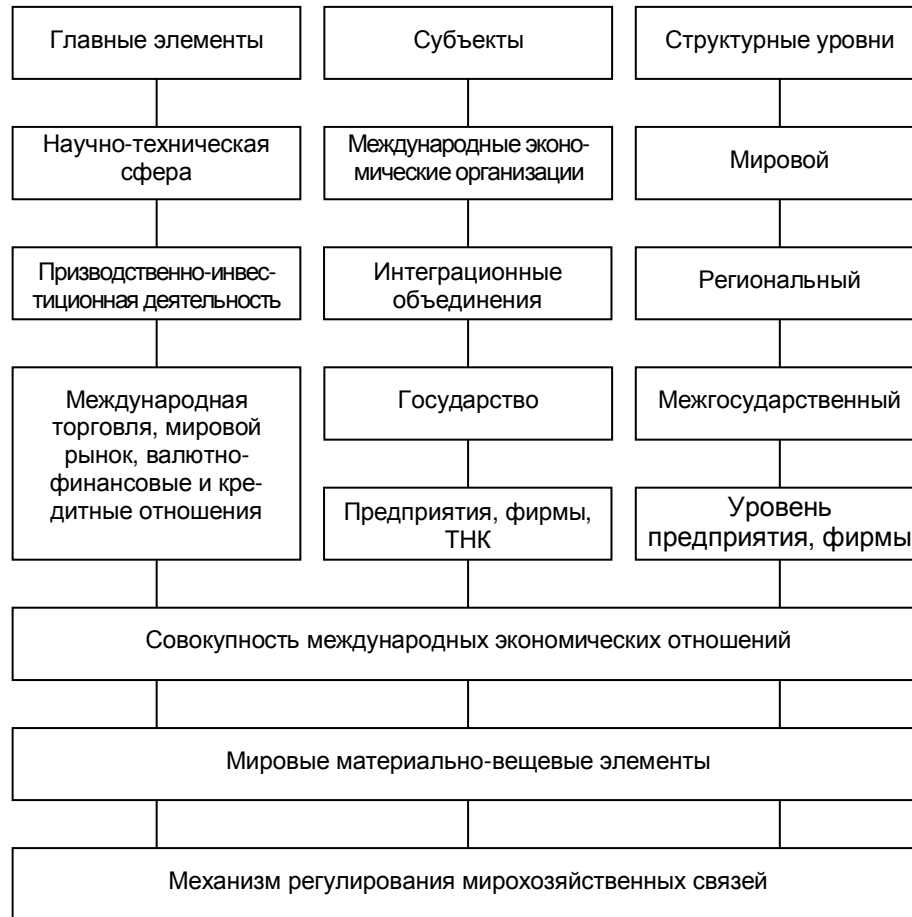 Главные элементы
Субъекты
Структурные уровни
Научно-техническая
сфера
Международные эконо-
мические организации
Мировой
Призводственно-инвес-
тиционная деятельность
Интеграционные
объединения
Региональный
Международная
торговля, мировой
рынок, валютно-
финансовые и кре-
дитные отношения
Государство
Межгосударственный
Предприятия, фирмы,
ТНК
Уровень
предприятия, фирмы
Совокупность международных экономических отношений
Мировые материально-вещевые элементы
Механизм регулирования мирохозяйственных связей